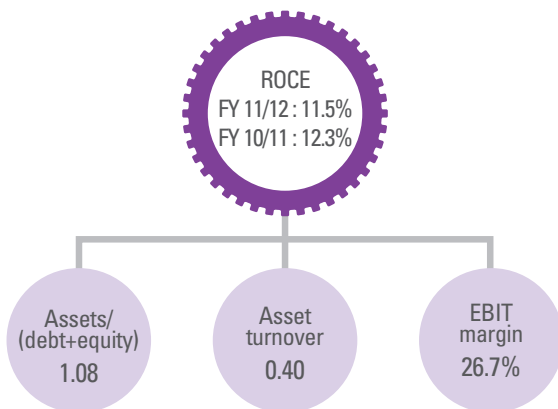 ROCE
FY 11/12 : 11.5%
FY 10/11 : 12.3%
Assets/
(debt+equity)
1.08
Asset
turnover
0.40
EBIT
margin
26.7%